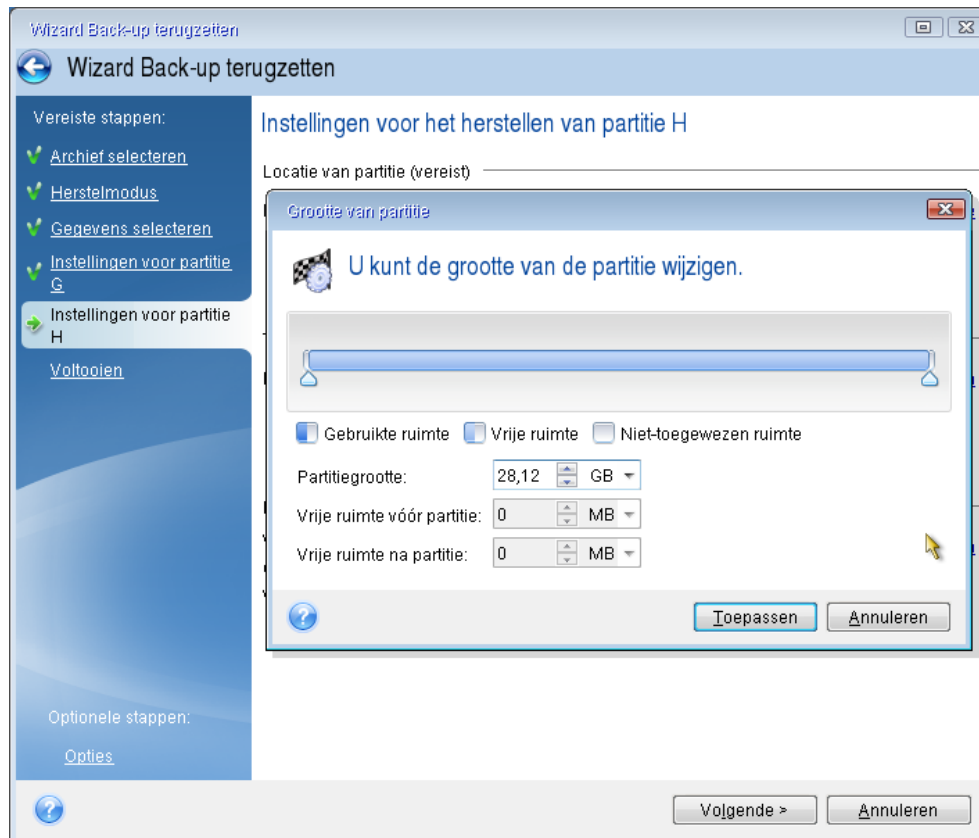 Wizard Back-up terugzetten
Wizard Back-up terugzetten
Vereiste stappen:
Archief selecteren
Herstelmodus
Gegevens selecteren
Instellingen voor partitie
G
Instellingen voor partitie
H
Voltooien
Optionele stappen:
Opties
Instellingen voor het herstellen van partitie H
Locatie van partitie (vereist)
Grootte van partitie
U kunt de grootte van de partitie wijzigen.
Gebruikte ruimte Vrije ruimte Niet-toegewezen ruimte
Partitiegrootte: 28,12 GB
Vrije ruimte vóór partitie: 0 MB
Vrije ruimte na partitie: 0 MB
Toepassen Annuleren
Volgende > Annuleren